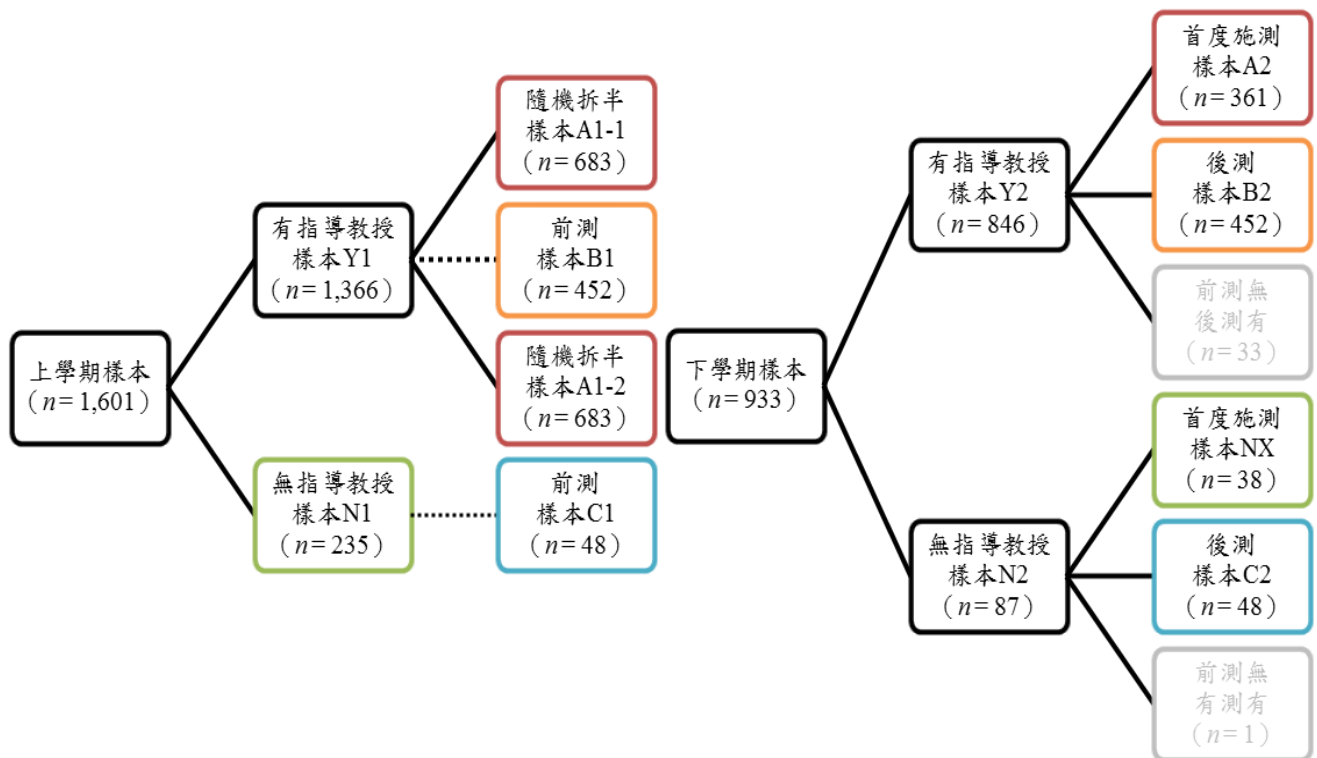 上學期樣本
（n=1,601）
有指導教授
樣本Y1
（n=1,366）
無指導教授
樣本N1
（n=235）
隨機拆半
樣本A1-1
（n=683）
前測
樣本B1
（n=452）
隨機拆半
樣本A1-2
（n=683）
前測
樣本C1
（n=48）
下學期樣本
（n=933）
有指導教授
樣本Y2
（n=846）
無指導教授
樣本N2
（n=87）
首度施測
樣本A2
（n=361）
後測
樣本B2
（n=452）
前測無
後測有
（n=33）
首度施測
樣本NX
（n=38）
後測
樣本C2
（n=48）
前測無
有測有
（n=1）